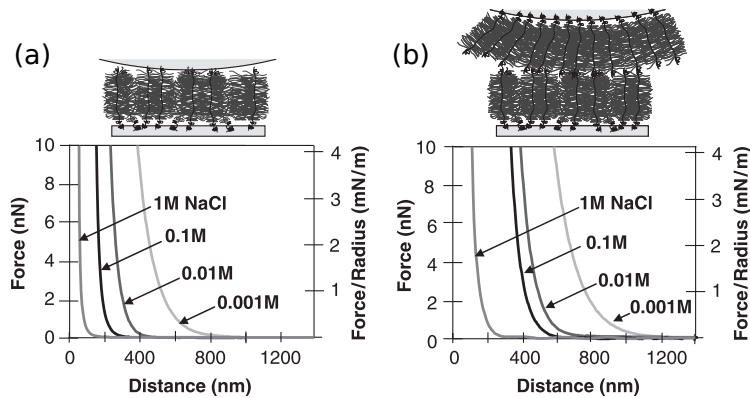 (a)
10
8
6
4
2
0
Force (nN)
1M NaCl
0.1M
0.01M
0.001M
4
3
2
1
Force/Radius (mN/m)
0 400 800 1200
Distance (nm)
(b)
10
8
6
4
2
0
Force (nN)
1M NaCl
0.1M
0.01M
0.001M
4
3
2
1
Force/Radius (mN/m)
0 400 800 1200
Distance (nm)